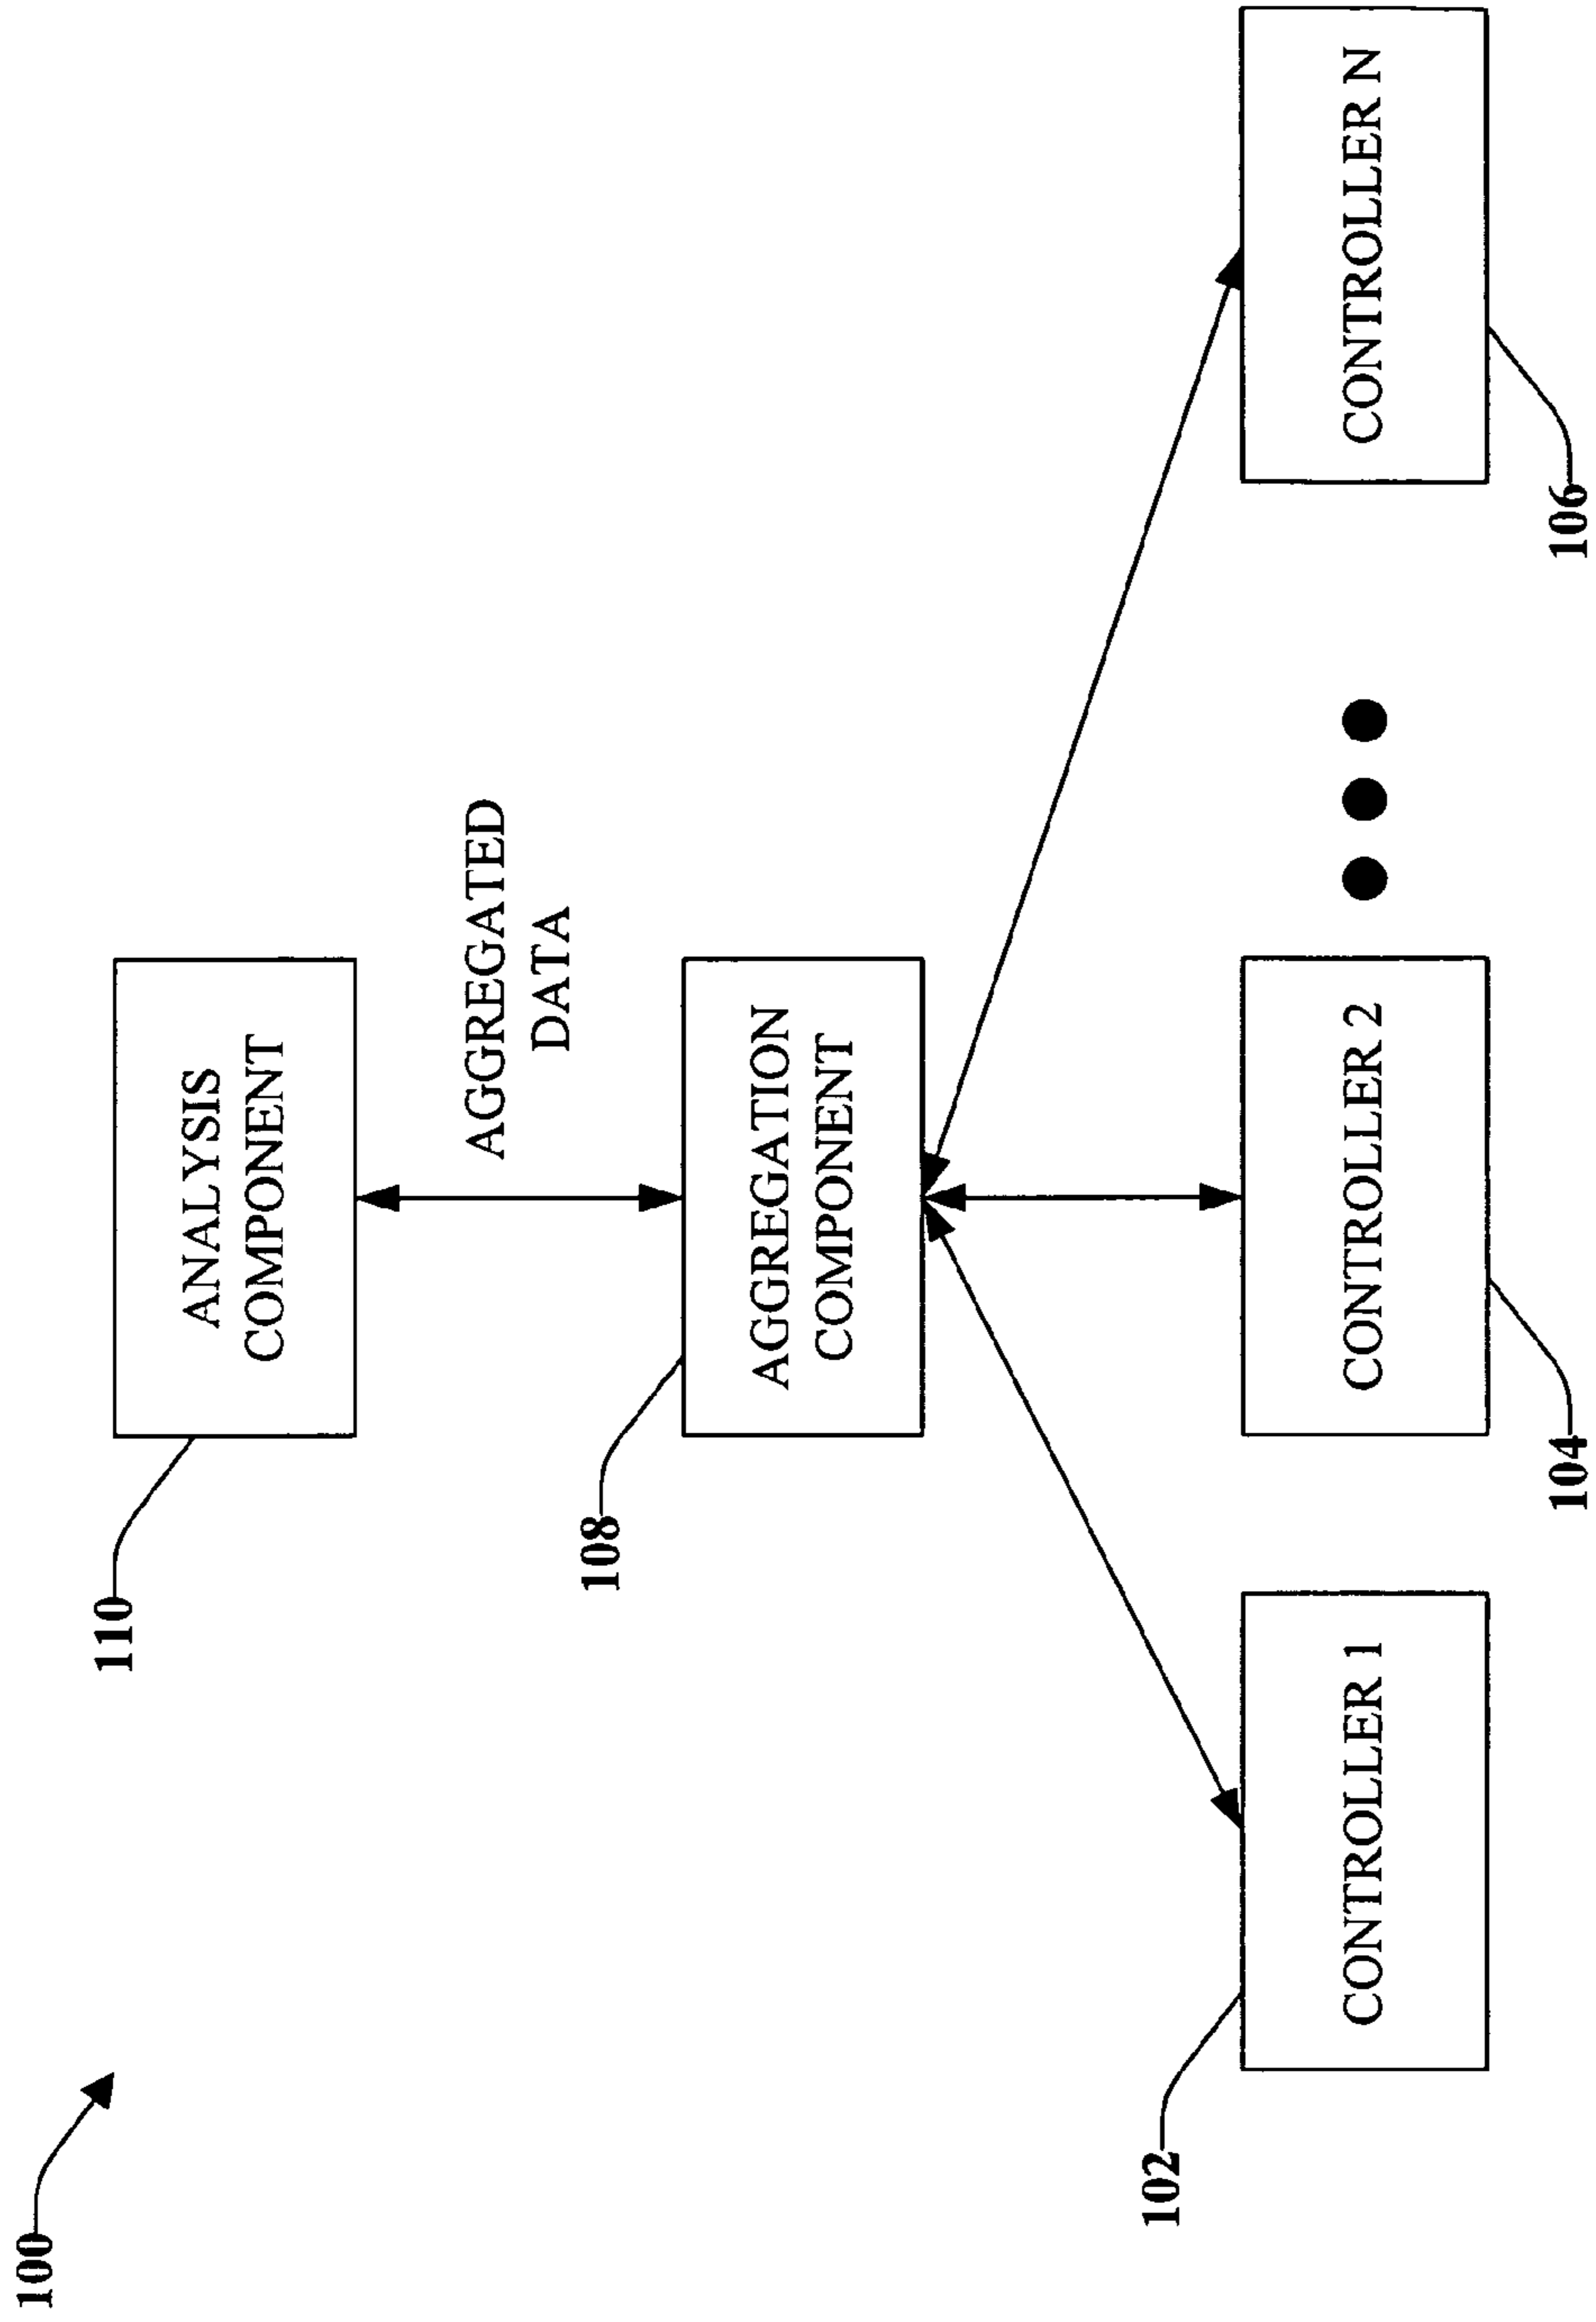 100
110
ANALYSIS
COMPONENT
AGGREGATED
DATA
108
AGGREGATION
COMPONENT
102
CONTROLLER 1
CONTROLLER 2
104
CONTROLLER N
106